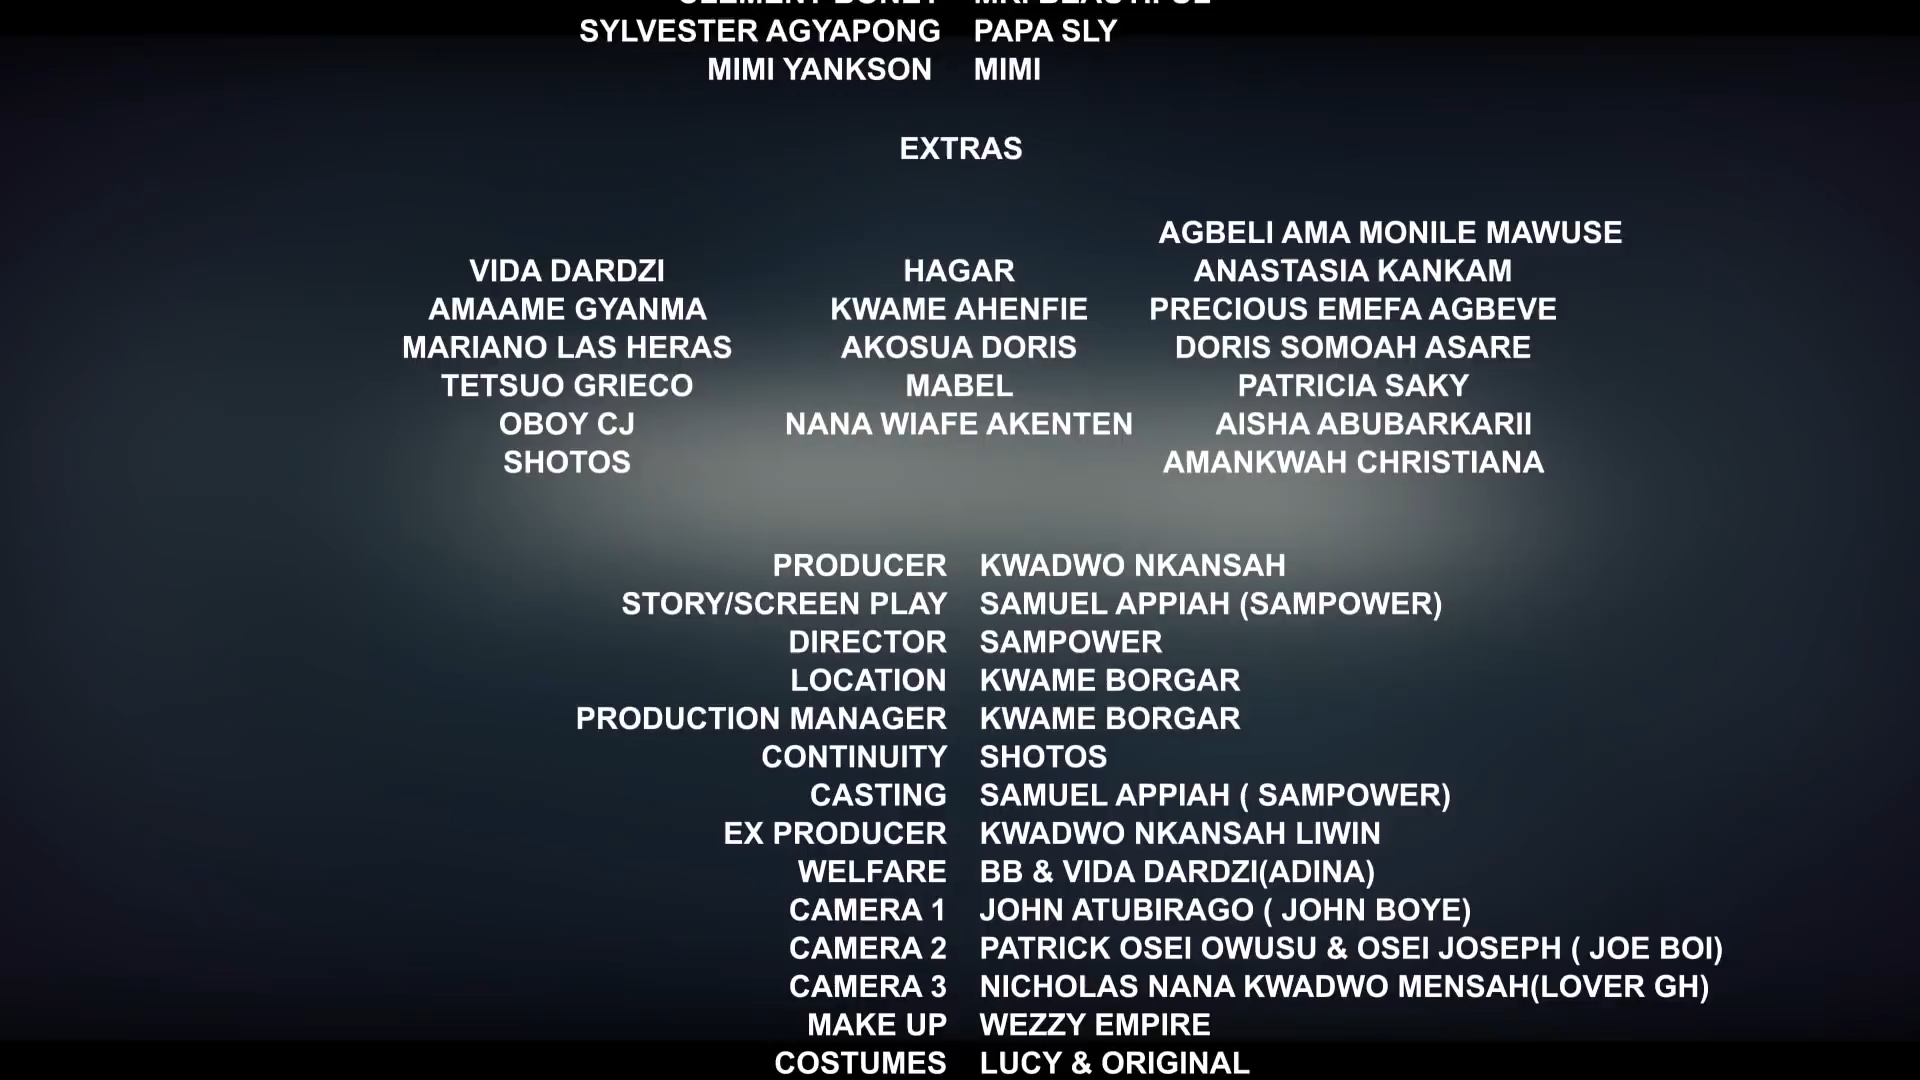 SYLVESTER AGYAPONG PAPA SLY
MIMI YANKSON MIMI
EXTRAS
AGBELI AMA MONILE MAWUSE
VIDA DARDZI HAGAR ANASTASIA KANKAM
AMAAME GYANMA KWAME AHENFIE PRECIOUS EMEFA AGBEVE
MARIANO LAS HERAS AKOSUA DORIS DORIS SOMOAH ASARE
TETSUO GRIECO MABEL PATRICIA SAKY
OBOY CJ NANA WIAFE AKENTEN AISHA ABUBARKARII
SHOTOS AMANKWAH CHRISTIANA
PRODUCER KWADWO NKANSAH
STORY/SCREEN PLAY SAMUEL APPIAH (SAMPOWER)
DIRECTOR SAMPOWER
LOCATION KWAME BORGAR
PRODUCTION MANAGER KWAME BORGAR
CONTINUITY SHOTOS
CASTING SAMUEL APPIAH ( SAMPOWER)
EX PRODUCER KWADWO NKANSAH LIWIN
WELFARE BB & VIDA DARDZI(ADINA)
CAMERA 1 JOHN ATUBIRAGO ( JOHN BOYE)
CAMERA 2 PATRICK OSEI OWUSU & OSEI JOSEPH ( JOE BOI)
CAMERA 3 NICHOLAS NANA KWADWO MENSAH(LOVER GH)
MAKE UP WEZZY EMPIRE
COSTUMES LUCY & ORIGINAL